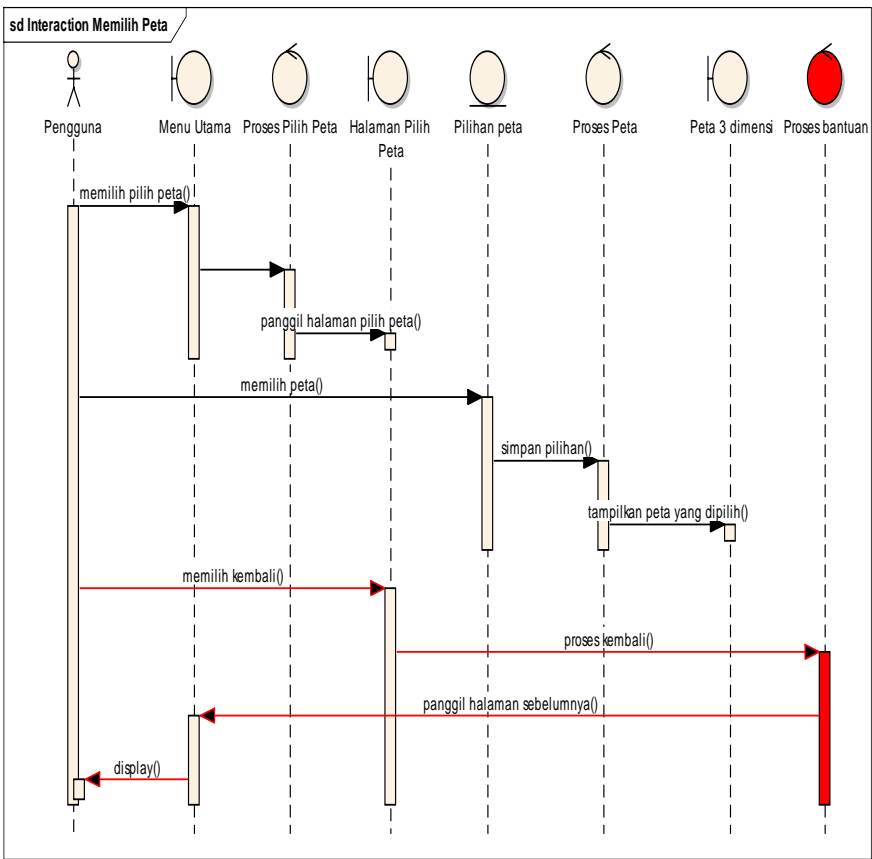 sd Interaction Memilih Peta
Pengguna
Menu Utama
Proses Pilih Peta
Halaman Pilih
Peta
Pilihan peta
Proses Peta
Peta 3 dimensi
Proses bantuan
memilih pilih peta()
panggil halaman pilih peta()
memilih peta()
simpan pilihan()
tampilkan peta yang dipilih()
memilih kembali()
proses kembali()
panggil halaman sebelumnya()
display()